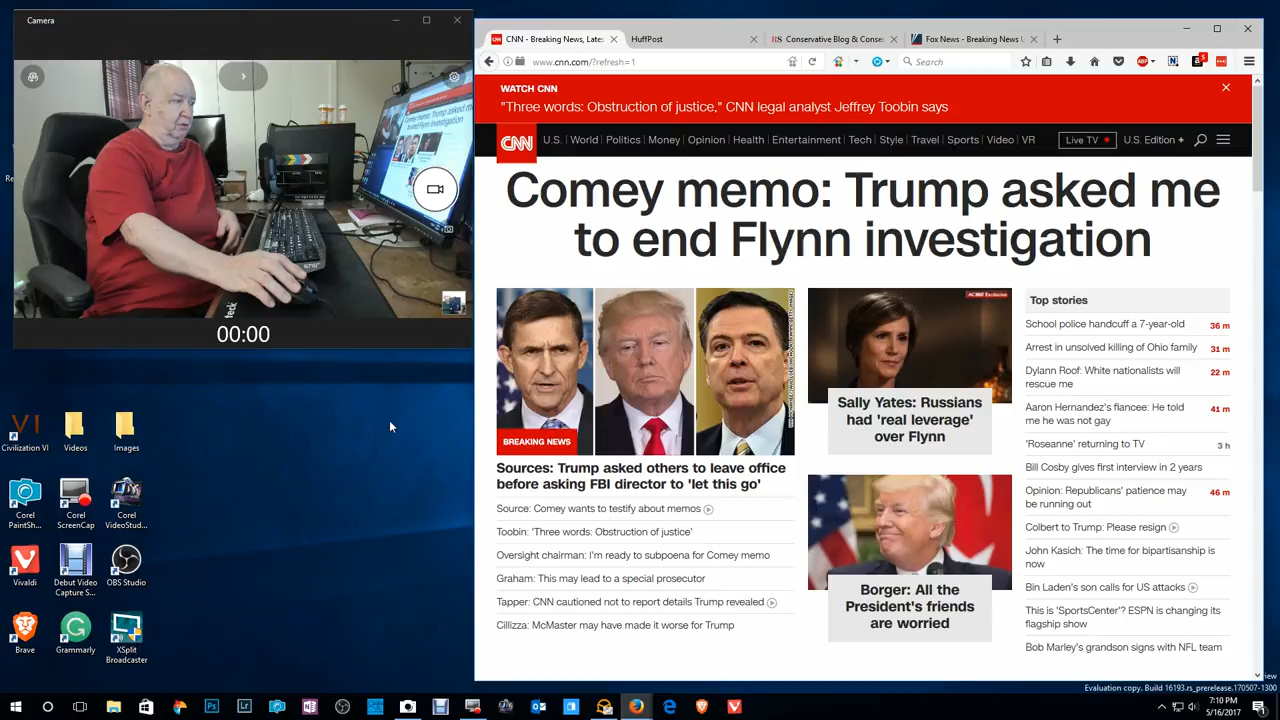 Camera
00:00
Civilization VI
Videos
Images
Corel PaintSh...
Corel ScreenCap
Corel VideoStud...
Vivaldi
Debut Video Capture S...
OBS Studio
Brave
Grammarly
XSplit Broadcaster
CNN - Breaking News, Lates
HuffPost
Conservative Blog & Conse
Fox News - Breaking News U
www.cnn.com/?refresh=1
Search
WATCH CNN
"Three words: Obstruction of justice," CNN legal analyst Jeffrey Toobin says
CNN
U.S. World Politics Money Opinion Health Entertainment Tech Style Travel Sports Video VR
Live TV
U.S. Edition +
Comey memo: Trump asked me
to end Flynn investigation
BREAKING NEWS
Sources: Trump asked others to leave office
before asking FBI director to 'let this go'
Source: Comey wants to testify about memos
Toobin: 'Three words: Obstruction of justice'
Oversight chairman: I'm ready to subpoena for Comey memo
Graham: This may lead to a special prosecutor
Tapper: CNN cautioned not to report details Trump revealed
Cillizza: McMaster may have made it worse for Trump
Sally Yates: Russians
had 'real leverage'
over Flynn
Borger: All the
President's friends
are worried
Top stories
School police handcuff a 7-year-old 36 m
Arrest in unsolved killing of Ohio family 31 m
Dylann Roof: White nationalists will 22 m
rescue me
Aaron Hernandez's fiancee: He told 41 m
me he was not gay
'Roseanne' returning to TV 3 h
Bill Cosby gives first interview in 2 years
Opinion: Republicans' patience may 46 m
be running out
Colbert to Trump: Please resign
John Kasich: The time for bipartisanship is
now
Bin Laden's son calls for US attacks
This is 'SportsCenter'? ESPN is changing its
flagship show
Bob Marley's grandson signs with NFL team
Evaluation copy. Build 16193.rs_prerelease.170507-1300
7:10 PM
5/16/2017